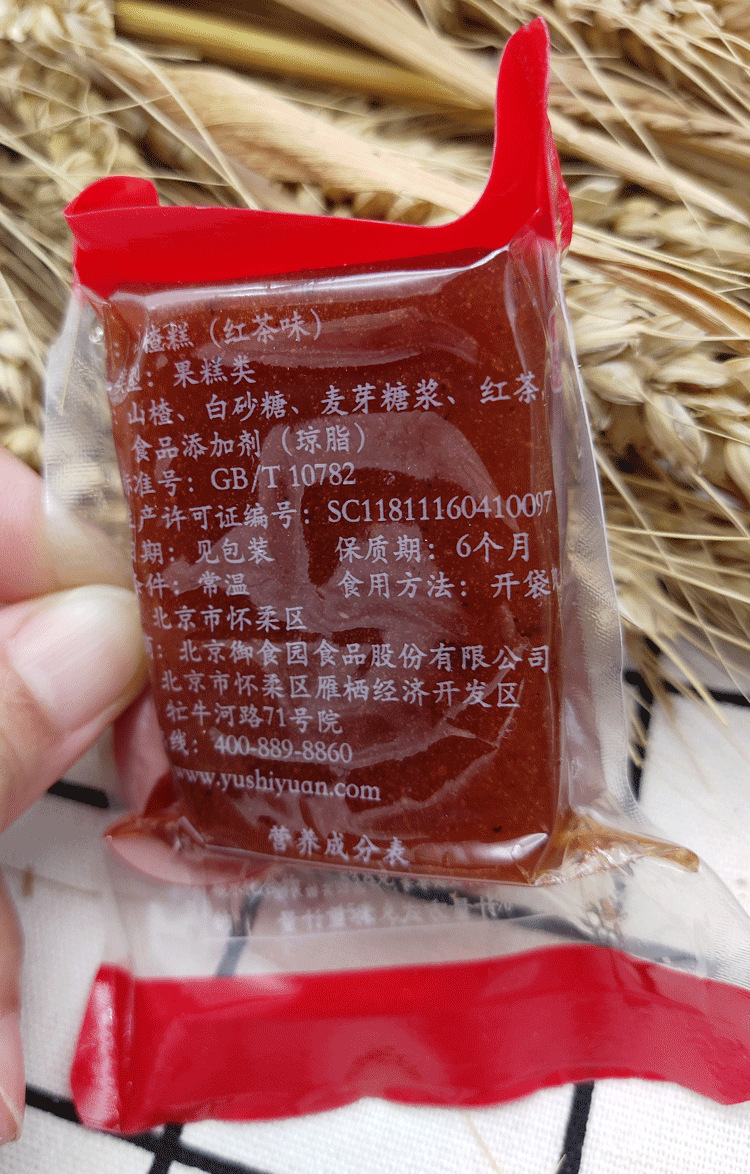 楂糕（红茶味）
型：果糕类
山楂、白砂糖、麦芽糖浆、红茶
食品添加剂（琼脂）
准号：GB/T 10782
产许可证编号：SC11811160410097
期：见包装 保质期：6个月
件：常温 食用方法：开袋
北京市怀柔区
北京御食园食品股份有限公司
北京市怀柔区雁栖经济开发区
牤牛河路71号院
线：400-889-8860
www.yushiyuan.com
营养成分表